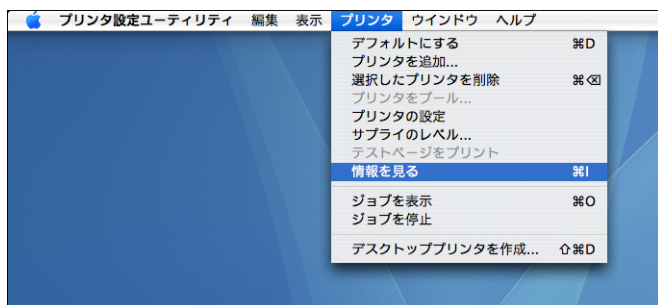 プリンタ設定ユーティリティ 編集 表示 プリンタ ウインドウ ヘルプ
デフォルトにする ⌘D
プリンタを追加...
選択したプリンタを削除 ⌘⌫
プリンタをプール...
プリンタの設定
サプライのレベル...
テストページをプリント
情報を見る ⌘I
ジョブを表示 ⌘O
ジョブを停止
デスクトッププリンタを作成... ⇧⌘D